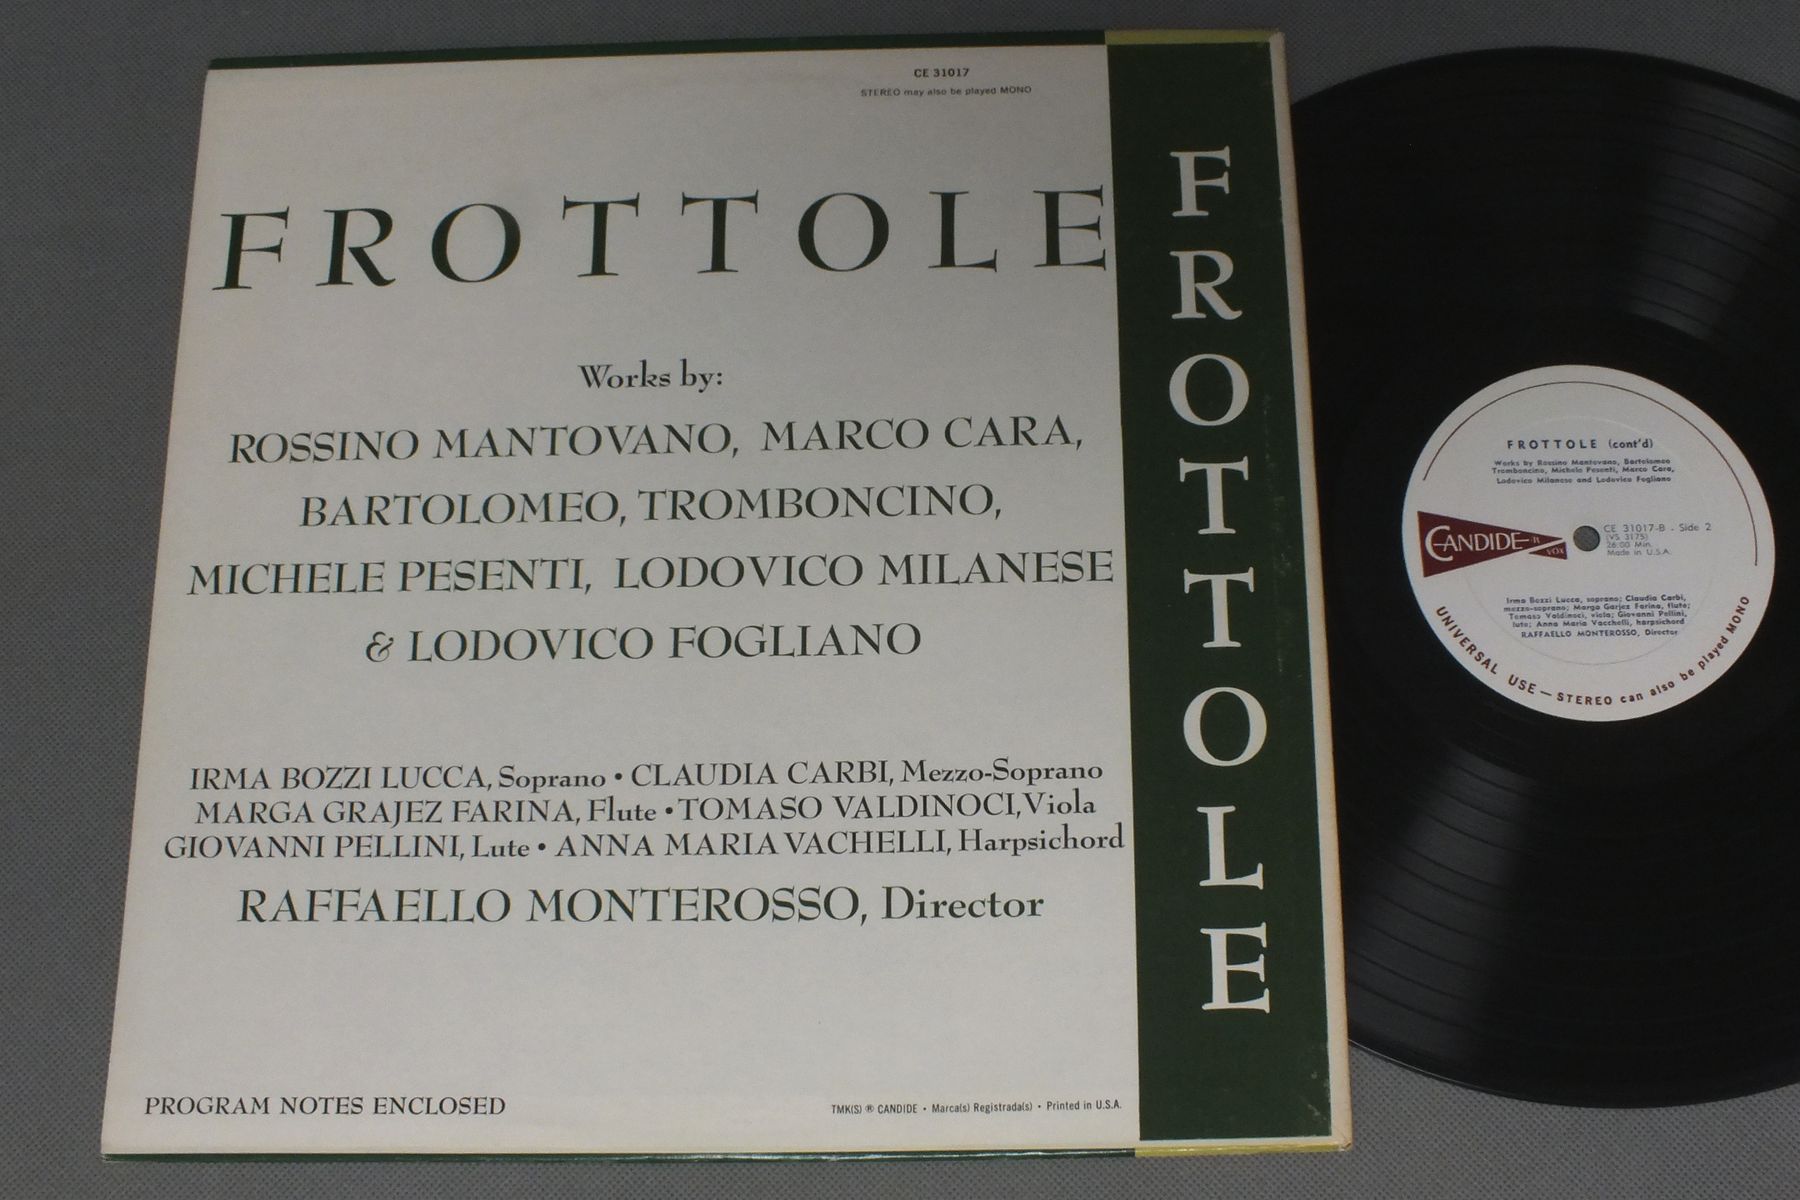 CE 31017
STEREO may also be played MONO
FROTTOLE
Works by:
ROSSINO MANTOVANO, MARCO CARA,
BARTOLOMEO, TROMBONCINO,
MICHELE PESENTI, LODOVICO MILANESE
& LODOVICO FOGLIANO
IRMA BOZZI LUCCA, Soprano • CLAUDIA CARBI, Mezzo-Soprano
MARGA GRAJEZ FARINA, Flute • TOMASO VALDINOCI, Viola
GIOVANNI PELLINI, Lute • ANNA MARIA VACHELLI, Harpsichord
RAFFAELLO MONTEROSSO, Director
PROGRAM NOTES ENCLOSED
TMK(S) ® CANDIDE • Marca(s) Registrada(s) • Printed in U.S.A.
FROTTOLE
FROTTOLE (cont'd)
Works by Rossino Mantovano, Bartolomeo
Tromboncino, Michele Pesenti, Marco Cara,
Lodovico Milanese and Lodovico Fogliano
CANDIDE
VOX
CE 31017-B - Side 2
(VS 3175)
26:00 Min.
Made in U.S.A.
Irma Bozzi Lucca, soprano; Claudia Carbi,
mezzo-soprano; Marga Garjez Farina, flute;
Tomaso Valdinoci, viola; Giovanni Pellini,
lute; Anna Maria Vacchelli, harpsichord
RAFFAELLO MONTEROSSO, Director
UNIVERSAL USE — STEREO can also be played MONO